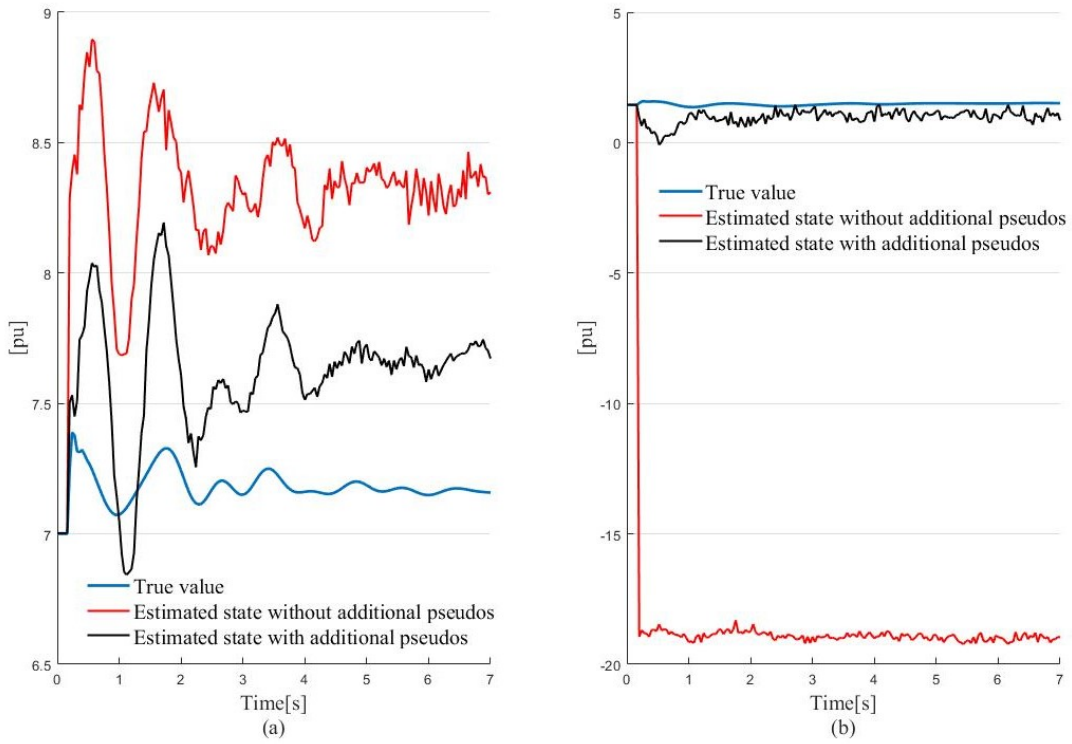 9
8.5
8
7.5
7
6.5
[pu]
True value
Estimated state without additional pseudos
Estimated state with additional pseudos
0 1 2 3 4 5 6 7
Time[s]
(a)
5
0
-5
-10
-15
-20
[pu]
True value
Estimated state without additional pseudos
Estimated state with additional pseudos
0 1 2 3 4 5 6 7
Time[s]
(b)